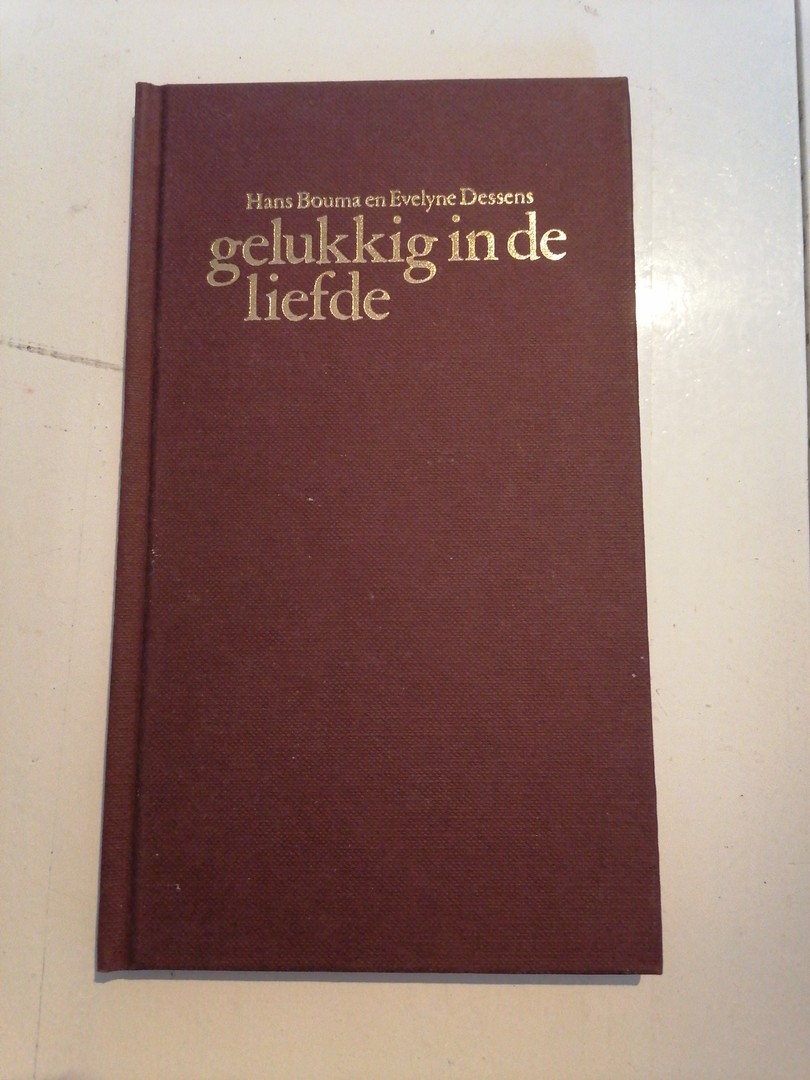 Hans Bouma en Evelyne Dessens
gelukkig in de
liefde